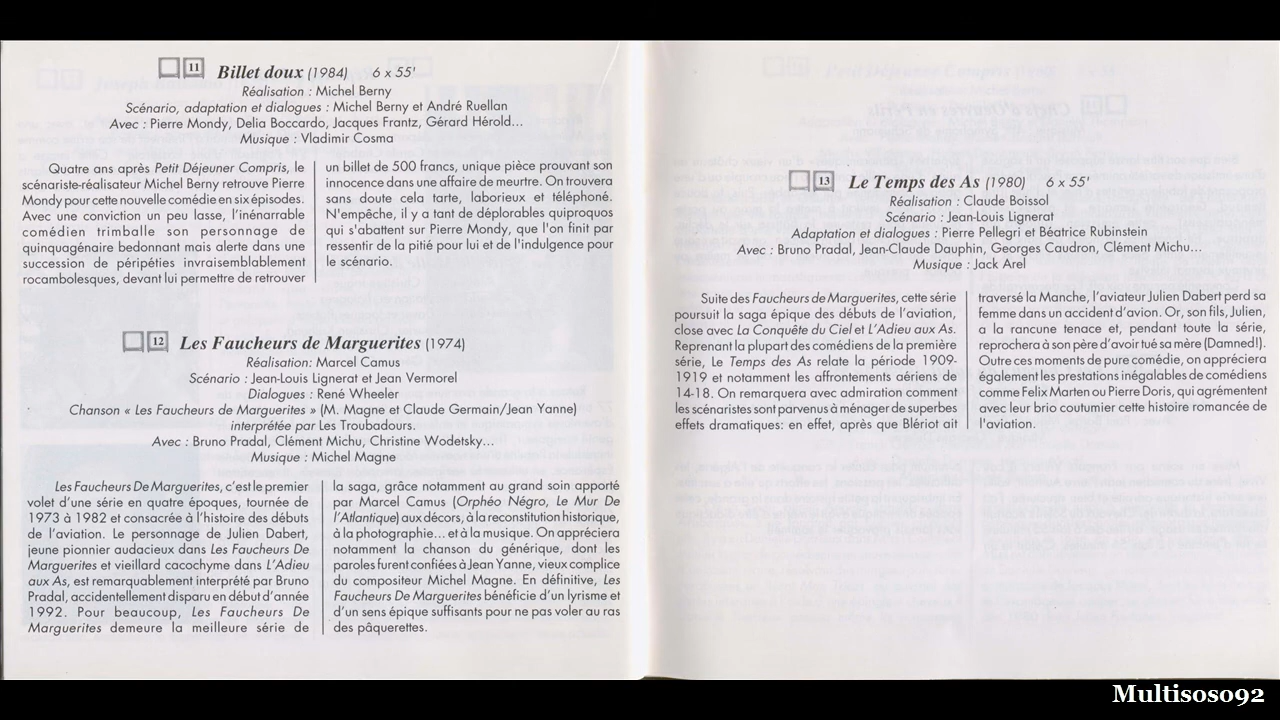 11 Billet doux (1984) 6 x 55'
Réalisation : Michel Berny
Scénario, adaptation et dialogues : Michel Berny et André Ruellan
Avec : Pierre Mondy, Delia Boccardo, Jacques Frantz, Gérard Hérold...
Musique : Vladimir Cosma
Quatre ans après Petit Déjeuner Compris, le
scénariste-réalisateur Michel Berny retrouve Pierre
Mondy pour cette nouvelle comédie en six épisodes.
Avec une conviction un peu lasse, l'inénarrable
comédien trimballe son personnage de
quinquagénaire bedonnant mais alerte dans une
succession de péripéties invraisemblablement
rocambolesques, devant lui permettre de retrouver
un billet de 500 francs, unique pièce prouvant son
innocence dans une affaire de meurtre. On trouvera
sans doute cela tarte, laborieux et téléphoné.
N'empêche, il y a tant de déplorables quiproquos
qui s'abattent sur Pierre Mondy, que l'on finit par
ressentir de la pitié pour lui et de l'indulgence pour
le scénario.
12 Les Faucheurs de Marguerites (1974)
Réalisation: Marcel Camus
Scénario : Jean-Louis Lignerat et Jean Vermorel
Dialogues : René Wheeler
Chanson « Les Faucheurs de Marguerites » (M. Magne et Claude Germain/Jean Yanne)
interprétée par Les Troubadours.
Avec : Bruno Pradal, Clément Michu, Christine Wodetsky...
Musique : Michel Magne
Les Faucheurs De Marguerites, c'est le premier
volet d'une série en quatre époques, tournée de
1973 à 1982 et consacrée à l'histoire des débuts
de l'aviation. Le personnage de Julien Dabert,
jeune pionnier audacieux dans Les Faucheurs De
Marguerites et vieillard cacochyme dans L'Adieu
aux As, est remarquablement interprété par Bruno
Pradal, accidentellement disparu en début d'année
1992. Pour beaucoup, Les Faucheurs De
Marguerites demeure la meilleure série de
la saga, grâce notamment au grand soin apporté
par Marcel Camus (Orphéo Négro, Le Mur De
l'Atlantique) aux décors, à la reconstitution historique,
à la photographie... et à la musique. On appréciera
notamment la chanson du générique, dont les
paroles furent confiées à Jean Yanne, vieux complice
du compositeur Michel Magne. En définitive, Les
Faucheurs De Marguerites bénéficie d'un lyrisme et
d'un sens épique suffisants pour ne pas voler au ras
des pâquerettes.
13 Le Temps des As (1980) 6 x 55'
Réalisation : Claude Boissol
Scénario : Jean-Louis Lignerat
Adaptation et dialogues : Pierre Pellegri et Béatrice Rubinstein
Avec : Bruno Pradal, Jean-Claude Dauphin, Georges Caudron, Clément Michu...
Musique : Jack Arel
Suite des Faucheurs de Marguerites, cette série
poursuit la saga épique des débuts de l'aviation,
close avec La Conquête du Ciel et L'Adieu aux As.
Reprenant la plupart des comédiens de la première
série, Le Temps des As relate la période 1909-
1919 et notamment les affrontements aériens de
14-18. On remarquera avec admiration comment
les scénaristes sont parvenus à ménager de superbes
effets dramatiques: en effet, après que Blériot ait
traversé la Manche, l'aviateur Julien Dabert perd sa
femme dans un accident d'avion. Or, son fils, Julien,
a la rancune tenace et, pendant toute la série,
reprochera à son père d'avoir tué sa mère (Damned!).
Outre ces moments de pure comédie, on appréciera
également les prestations inégalables de comédiens
comme Felix Marten ou Pierre Doris, qui agrémentent
avec leur brio coutumier cette histoire romancée de
l'aviation.
Multisoso92